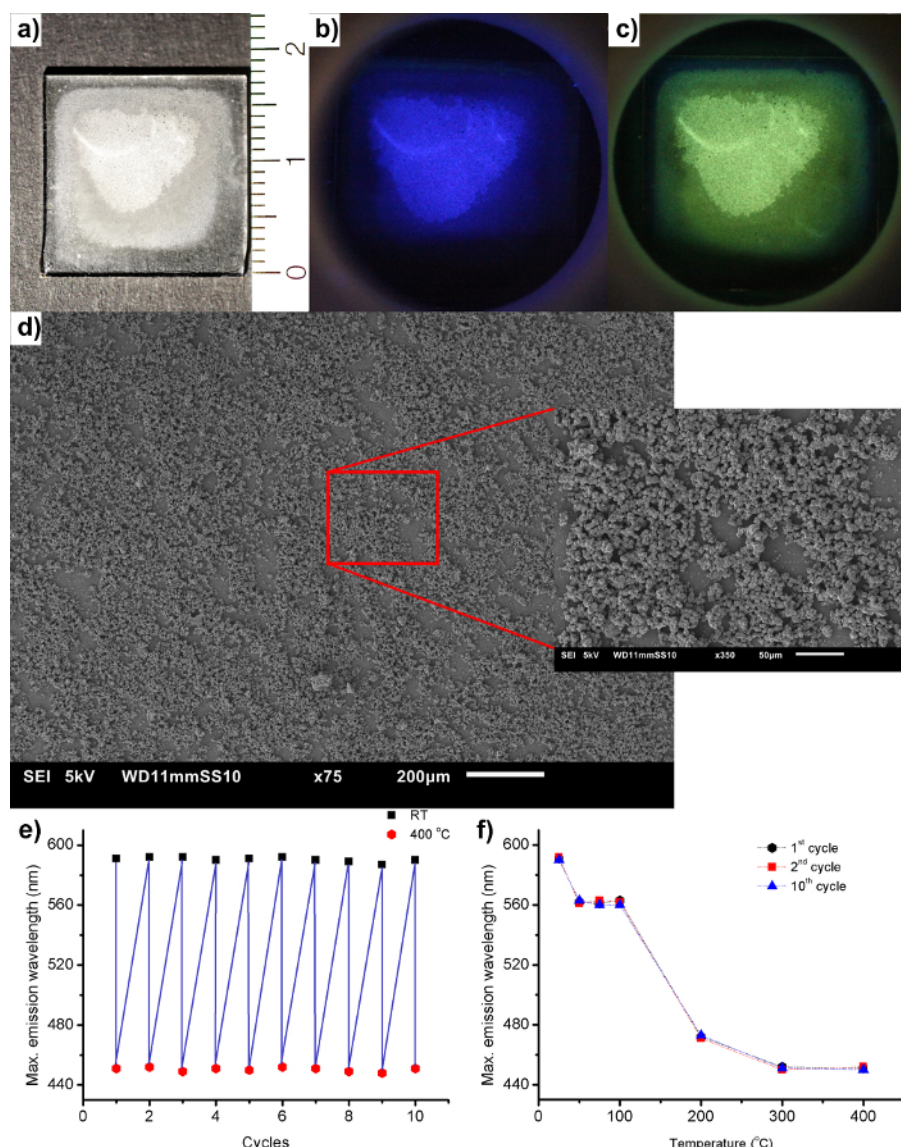 a)
b)
c)
2
1
0
d)
SEI 5kV WD11mmSS10 x350 50µm
SEI 5kV WD11mmSS10 x75 200µm
e)
RT
400 °C
Max. emission wavelength (nm)
600
560
520
480
440
0 2 4 6 8 10
Cycles
f)
1st cycle
2nd cycle
10th cycle
Max. emission wavelength (nm)
600
560
520
480
440
0 100 200 300 400
Temperature (°C)